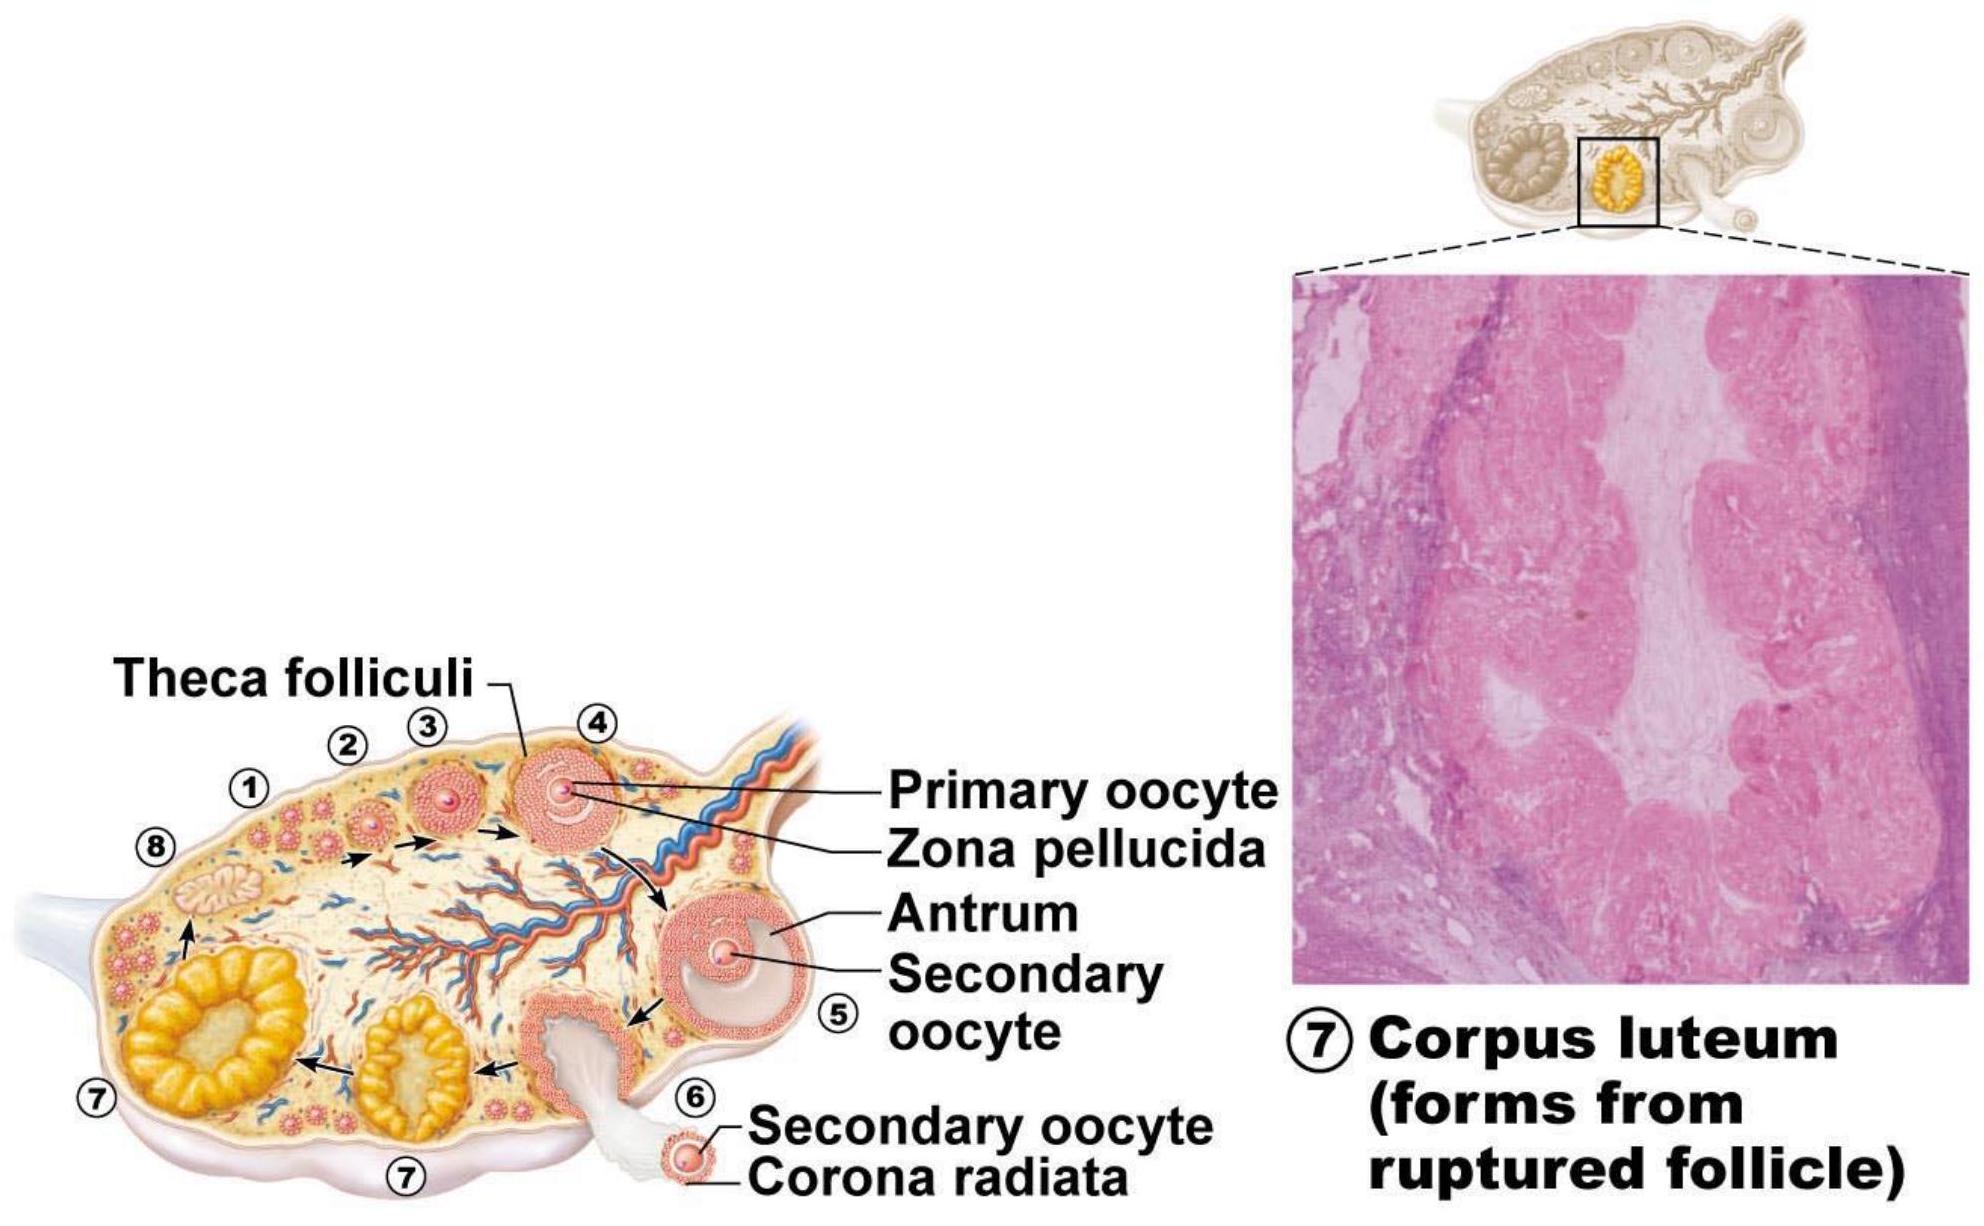 Theca folliculi
4
3
2
1
8
Primary oocyte
Zona pellucida
Antrum
Secondary
oocyte
5
7
6
Secondary oocyte
Corona radiata
7
7 Corpus luteum
(forms from
ruptured follicle)